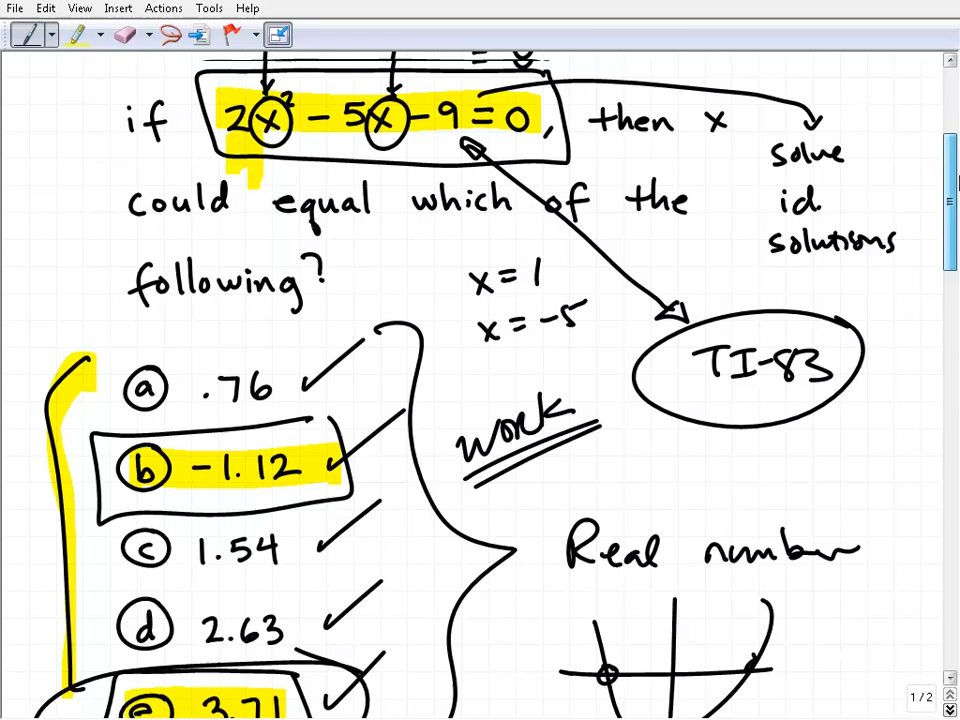 File Edit View Insert Actions Tools Help
if 2x² - 5x - 9 = 0, then x
solve
could equal which of the
id.
solutions
following?
x = 1
x = -5
TI-83
a .76
work
b -1.12
c 1.54
Real number
d 2.63
e 3.71
1 / 2